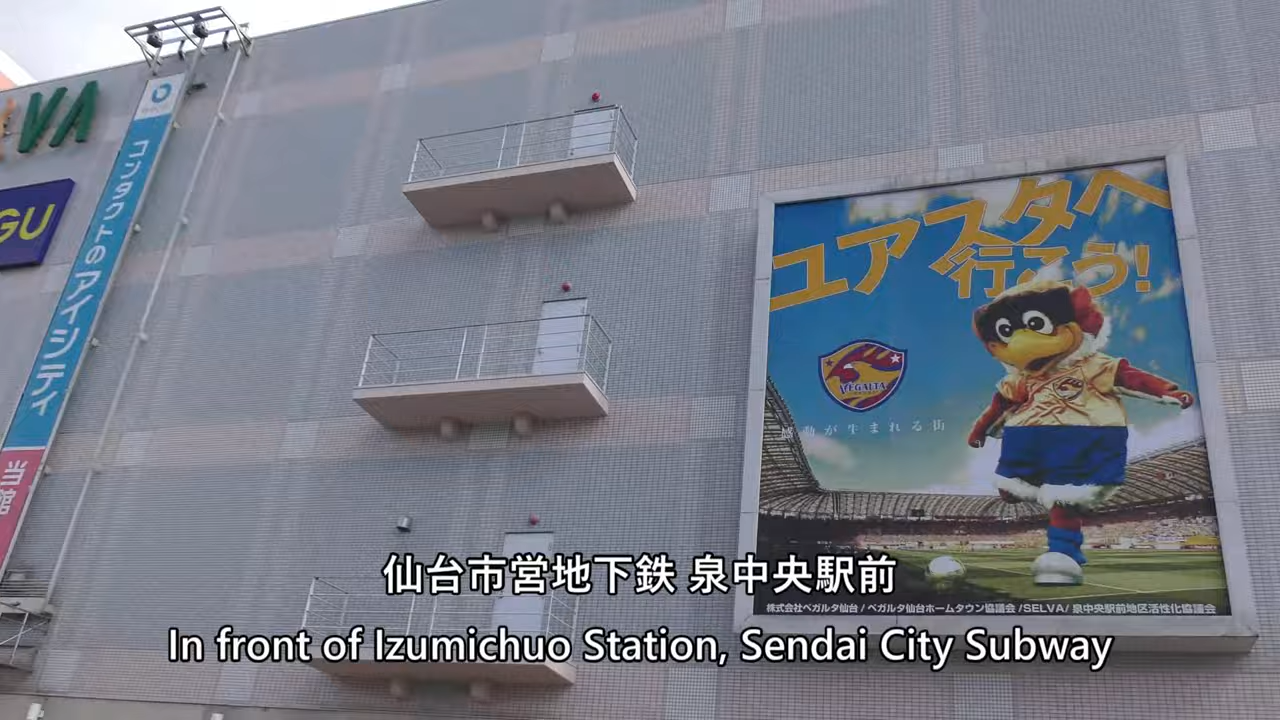 VA
GU
コンタクトのアイシティ
当館
ユアスタへ
行こう!
VEGALTA
感動が生まれる街
仙台市営地下鉄 泉中央駅前
株式会社ベガルタ仙台 / ベガルタ仙台ホームタウン協議会 /SELVA/ 泉中央駅前地区活性化協議会
In front of Izumichuo Station, Sendai City Subway